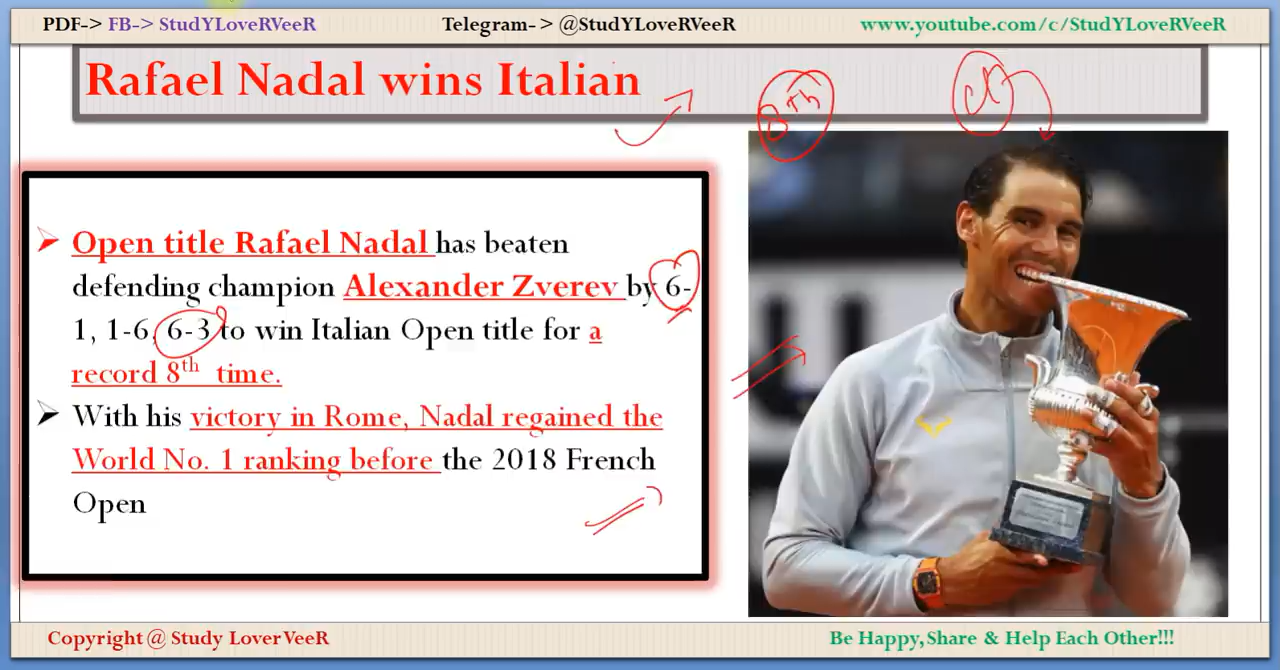 PDF-> FB-> StudYLoveRVeeR
Telegram- > @StudYLoveRVeeR
www.youtube.com/c/StudYLoveRVeeR
Rafael Nadal wins Italian
8th
Open title Rafael Nadal has beaten
defending champion Alexander Zverev by 6-
1, 1-6, 6-3 to win Italian Open title for a
record 8th time.
With his victory in Rome, Nadal regained the
World No. 1 ranking before the 2018 French
Open
Copyright @ Study LoverVeeR
Be Happy,Share & Help Each Other!!!